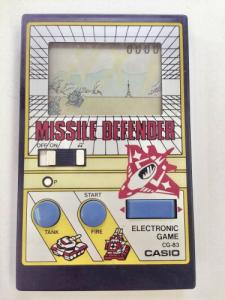 MISSILE DEFENDER
OFF/ON
P
START
TANK
FIRE
ELECTRONIC
GAME
CG-83
CASIO